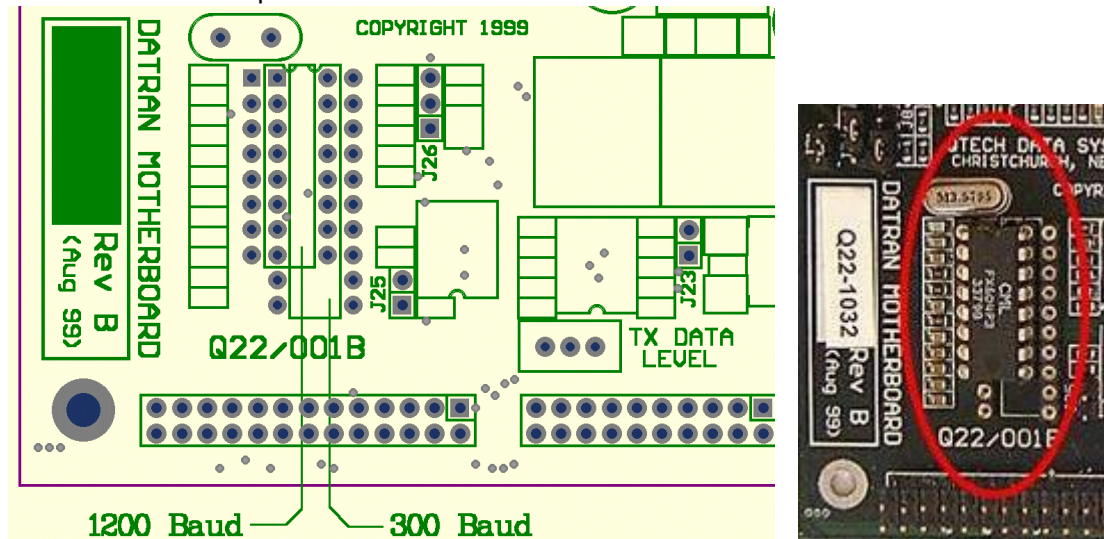 COPYRIGHT 1999
DATRAN MOTHERBOARD
Rev B
(Aug 99)
J26
J25
J23
Q22/001B
TX DATA
LEVEL
1200 Baud
300 Baud
QTECH DATA SYS
CHRISTCHURCH, NE
COPYR
DATRAN MOTHERBOARD
Q22-1032
Rev B
(Aug 99)
CML
Q22/001B